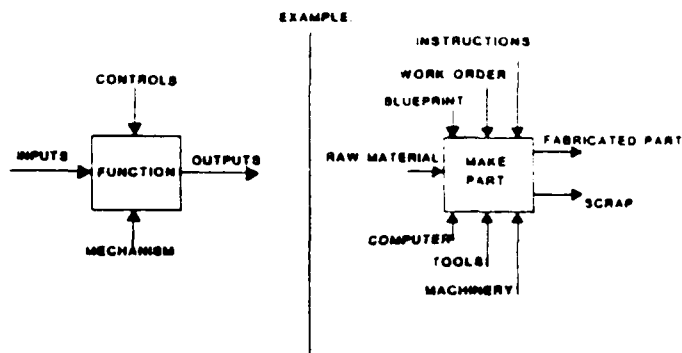 EXAMPLE:
CONTROLS
INPUTS
FUNCTION
OUTPUTS
MECHANISM
INSTRUCTIONS
WORK ORDER
BLUEPRINT
RAW MATERIAL
MAKE
PART
FABRICATED PART
SCRAP
COMPUTER
TOOLS
MACHINERY